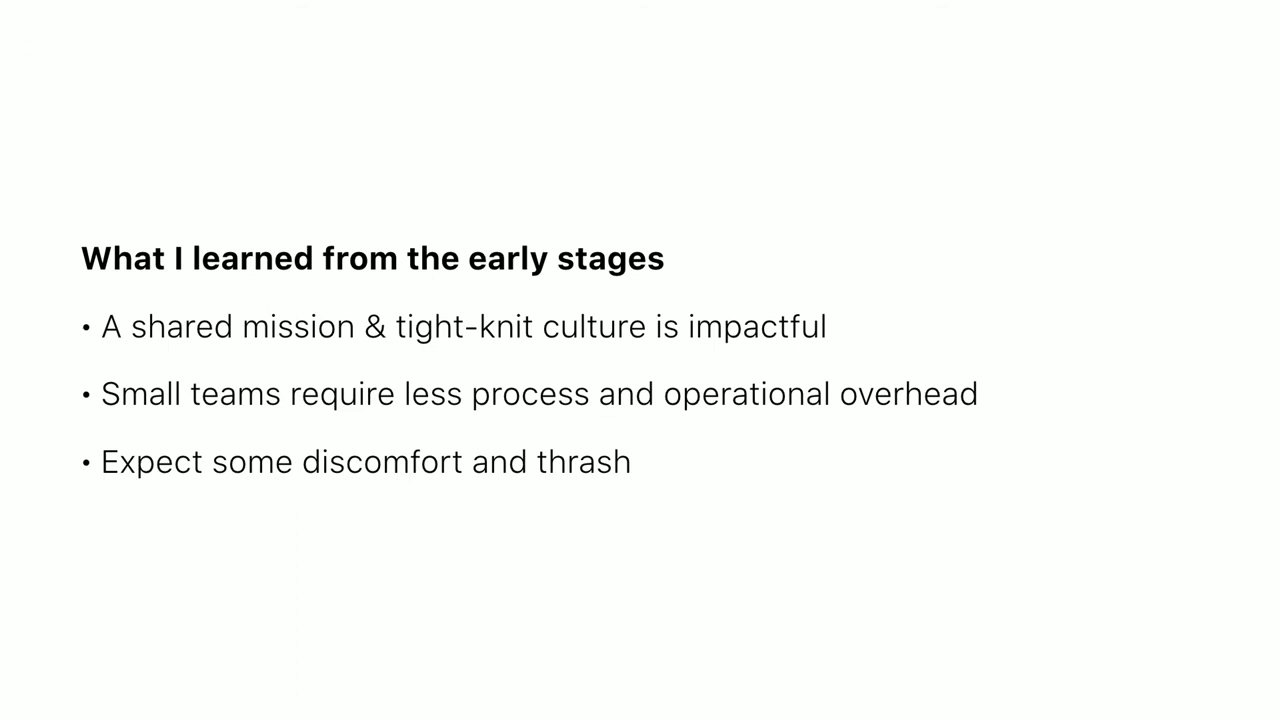 What I learned from the early stages
• A shared mission & tight-knit culture is impactful
• Small teams require less process and operational overhead
• Expect some discomfort and thrash